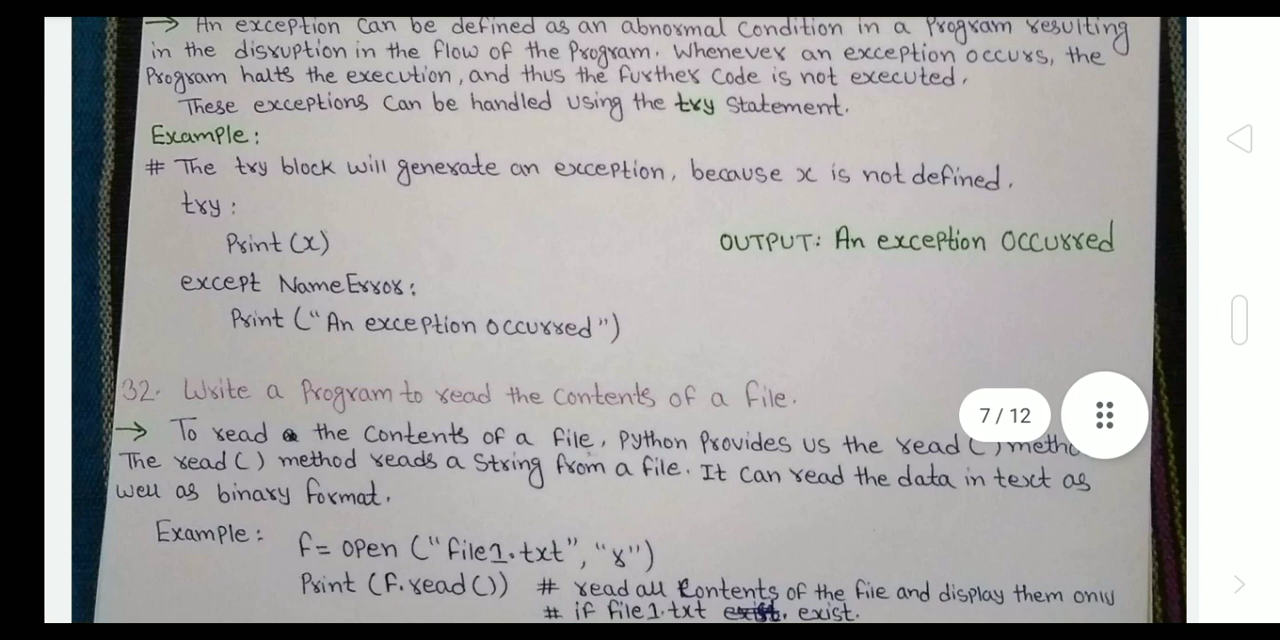 → An exception can be defined as an abnormal condition in a Program resulting
in the disruption in the flow of the Program. Whenever an exception occurs, the
Program halts the execution, and thus the further code is not executed.
These exceptions can be handled using the try Statement.
Example:
# The try block will generate an exception, because x is not defined.
try:
Print (x)
OUTPUT: An exception occurred
except NameError:
Print ("An exception occurred")
32. Write a Program to read the contents of a file.
7 / 12
→ To read the contents of a file, Python Provides us the read ( )
The read ( ) method reads a String from a file. It can read the data in text as
well as binary format.
Example: f = open ("file1.txt", "r")
Print (f.read ( )) # read all contents of the file and display them only
# if file1.txt exist.